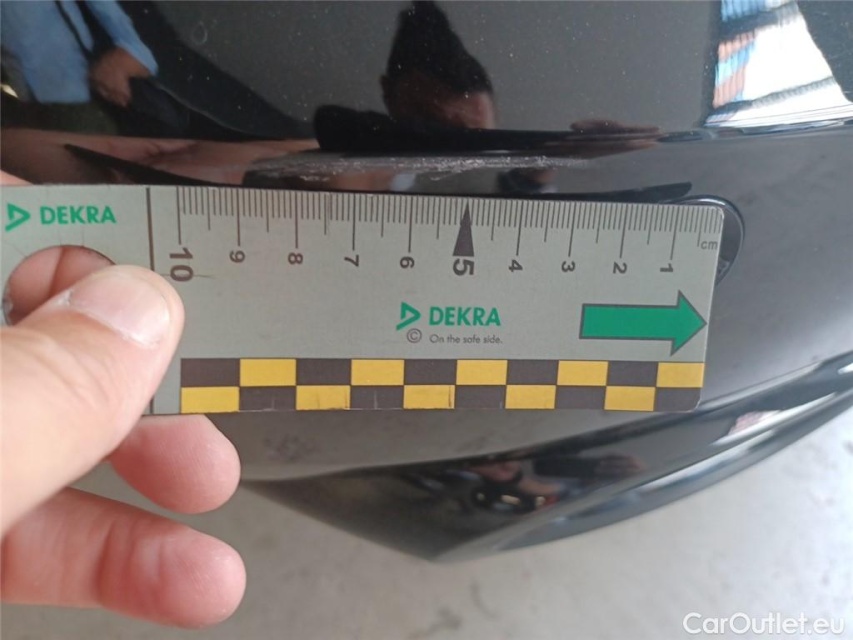 DEKRA
10 9 8 7 6 5 4 3 2 1 cm
DEKRA
© On the safe side.
CarOutlet.eu